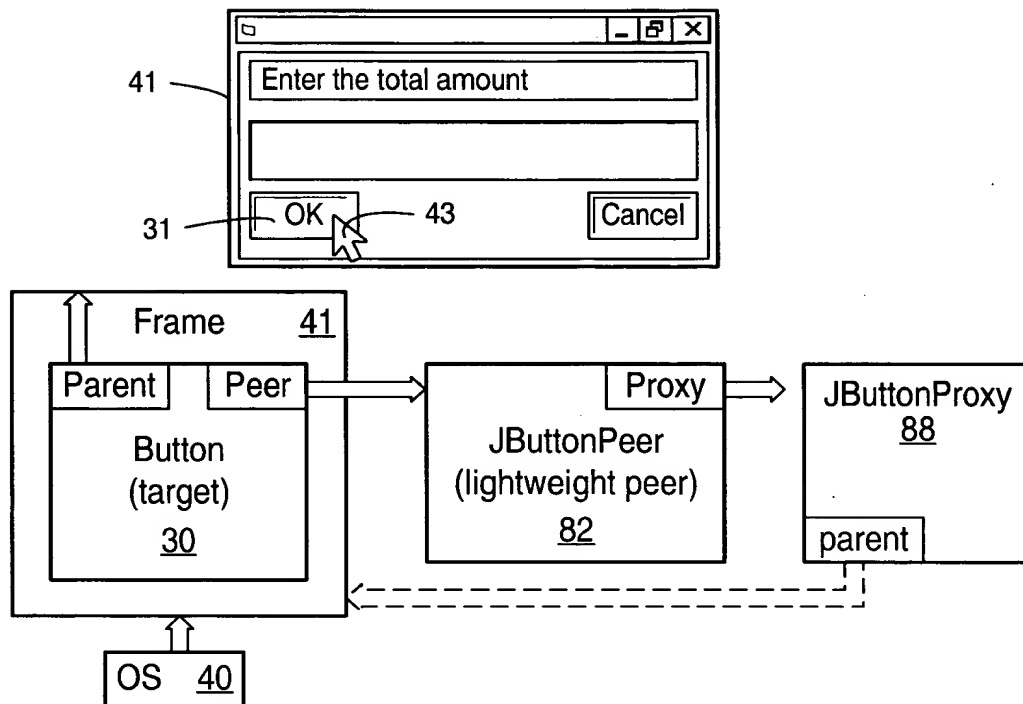 41
Enter the total amount
31
OK
43
Cancel
Frame 41
Parent
Peer
Button
(target)
30
Proxy
JButtonPeer
(lightweight peer)
82
JButtonProxy
88
parent
OS 40